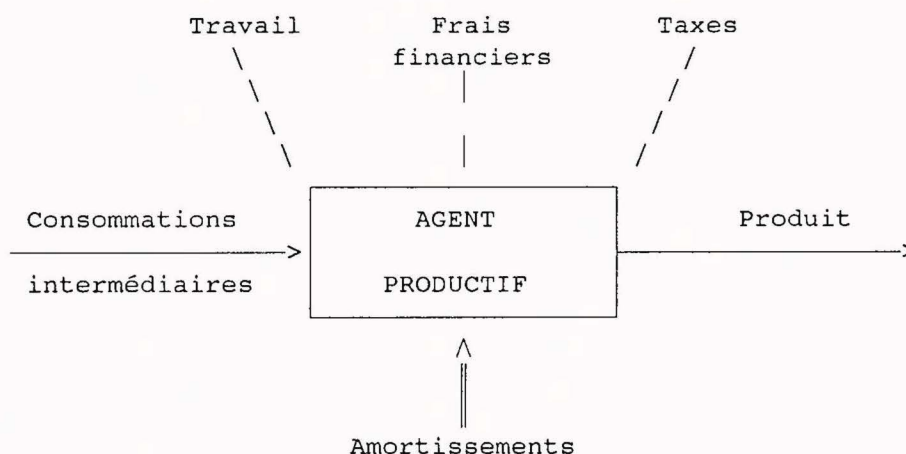 Travail Frais Taxes
financiers
Consommations AGENT Produit
intermédiaires PRODUCTIF
Amortissements